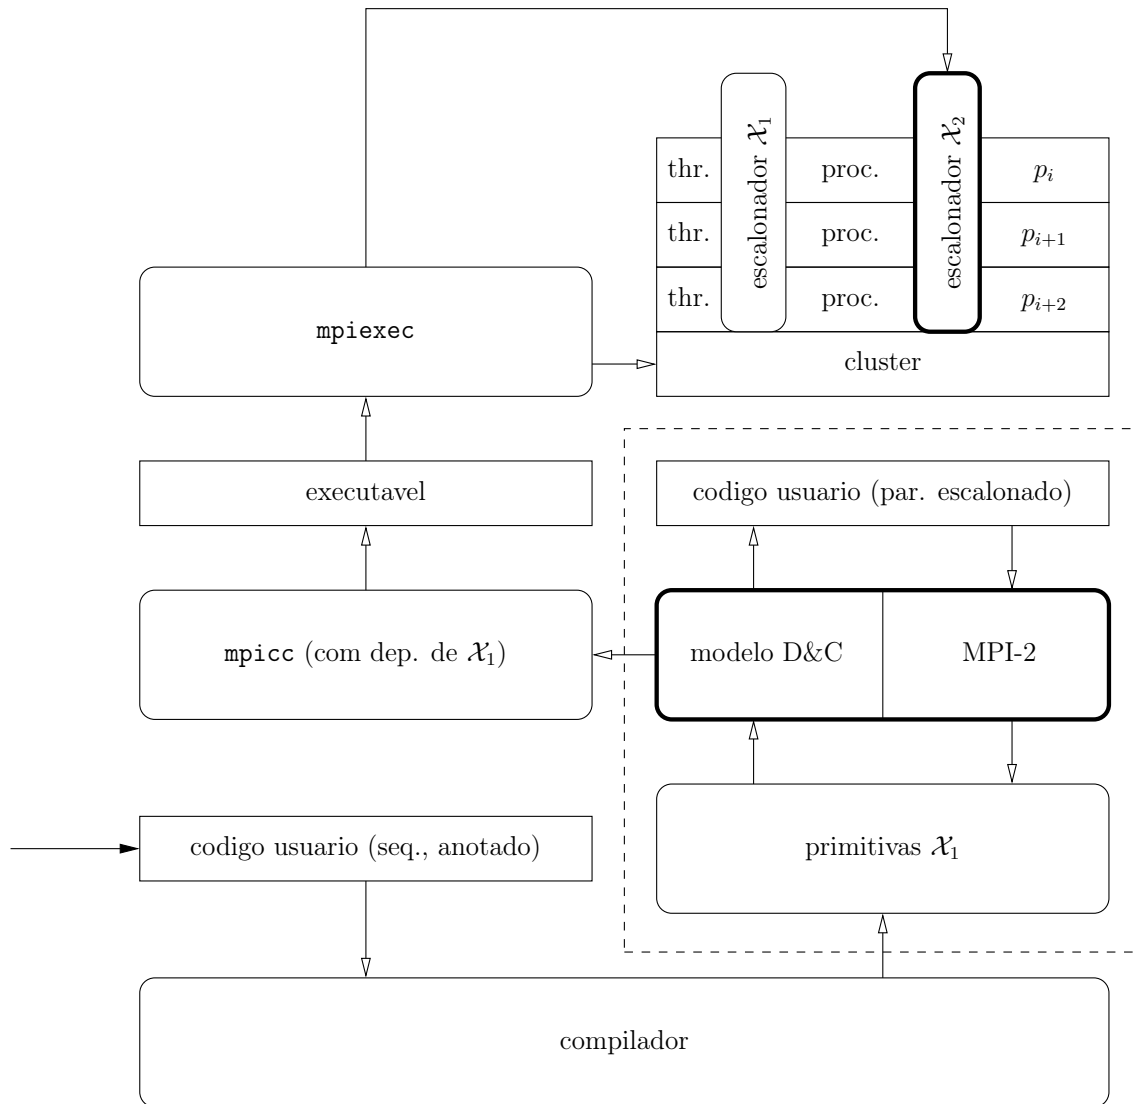 escalonador 𝒳₁
escalonador 𝒳₂
thr.
proc.
pᵢ
thr.
proc.
pᵢ₊₁
thr.
proc.
pᵢ₊₂
cluster
mpiexec
executavel
codigo usuario (par. escalonado)
mpicc (com dep. de 𝒳₁)
modelo D&C
MPI-2
codigo usuario (seq., anotado)
primitivas 𝒳₁
compilador